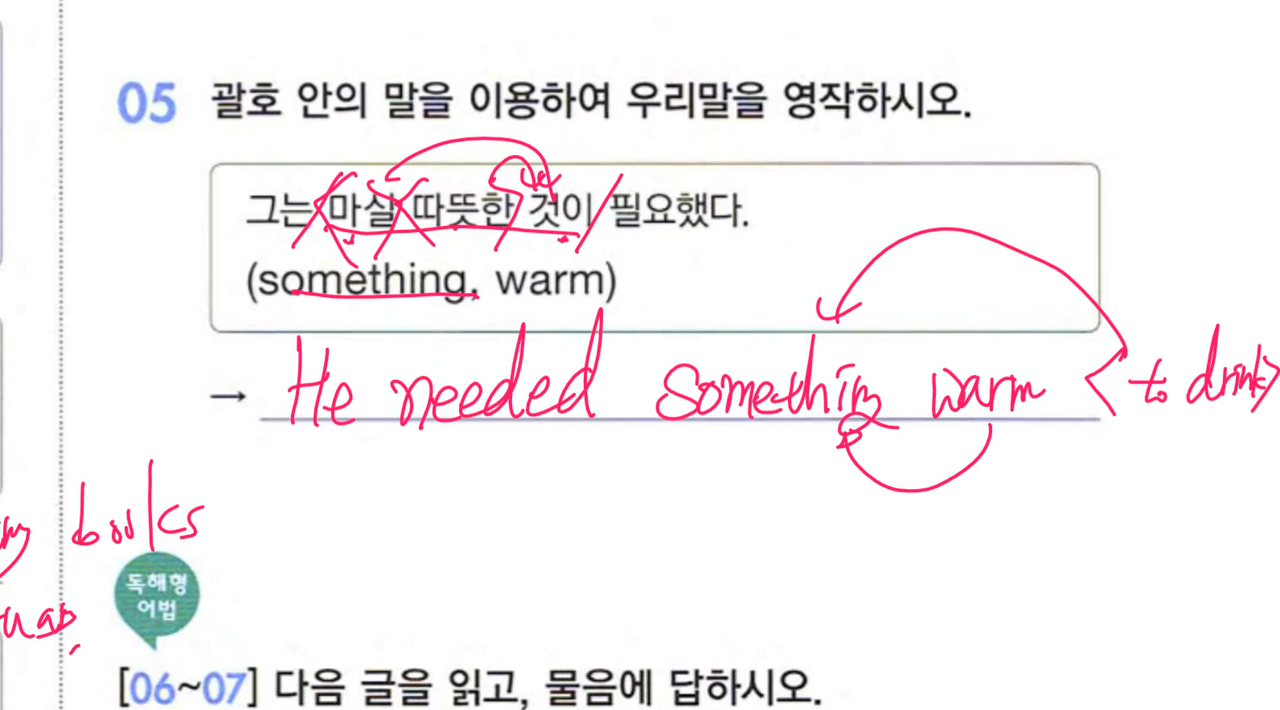 05 괄호 안의 말을 이용하여 우리말을 영작하시오.
그는 마실 따뜻한 것이 필요했다.
(something, warm)
→ He needed something warm <to drink>
books
독해형
어법
[06~07] 다음 글을 읽고, 물음에 답하시오.